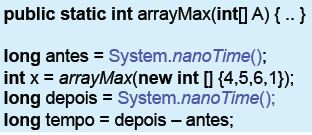 public static int arrayMax(int[] A) { .. }
long antes = System.nanoTime();
int x = arrayMax(new int [] {4,5,6,1});
long depois = System.nanoTime();
long tempo = depois – antes;